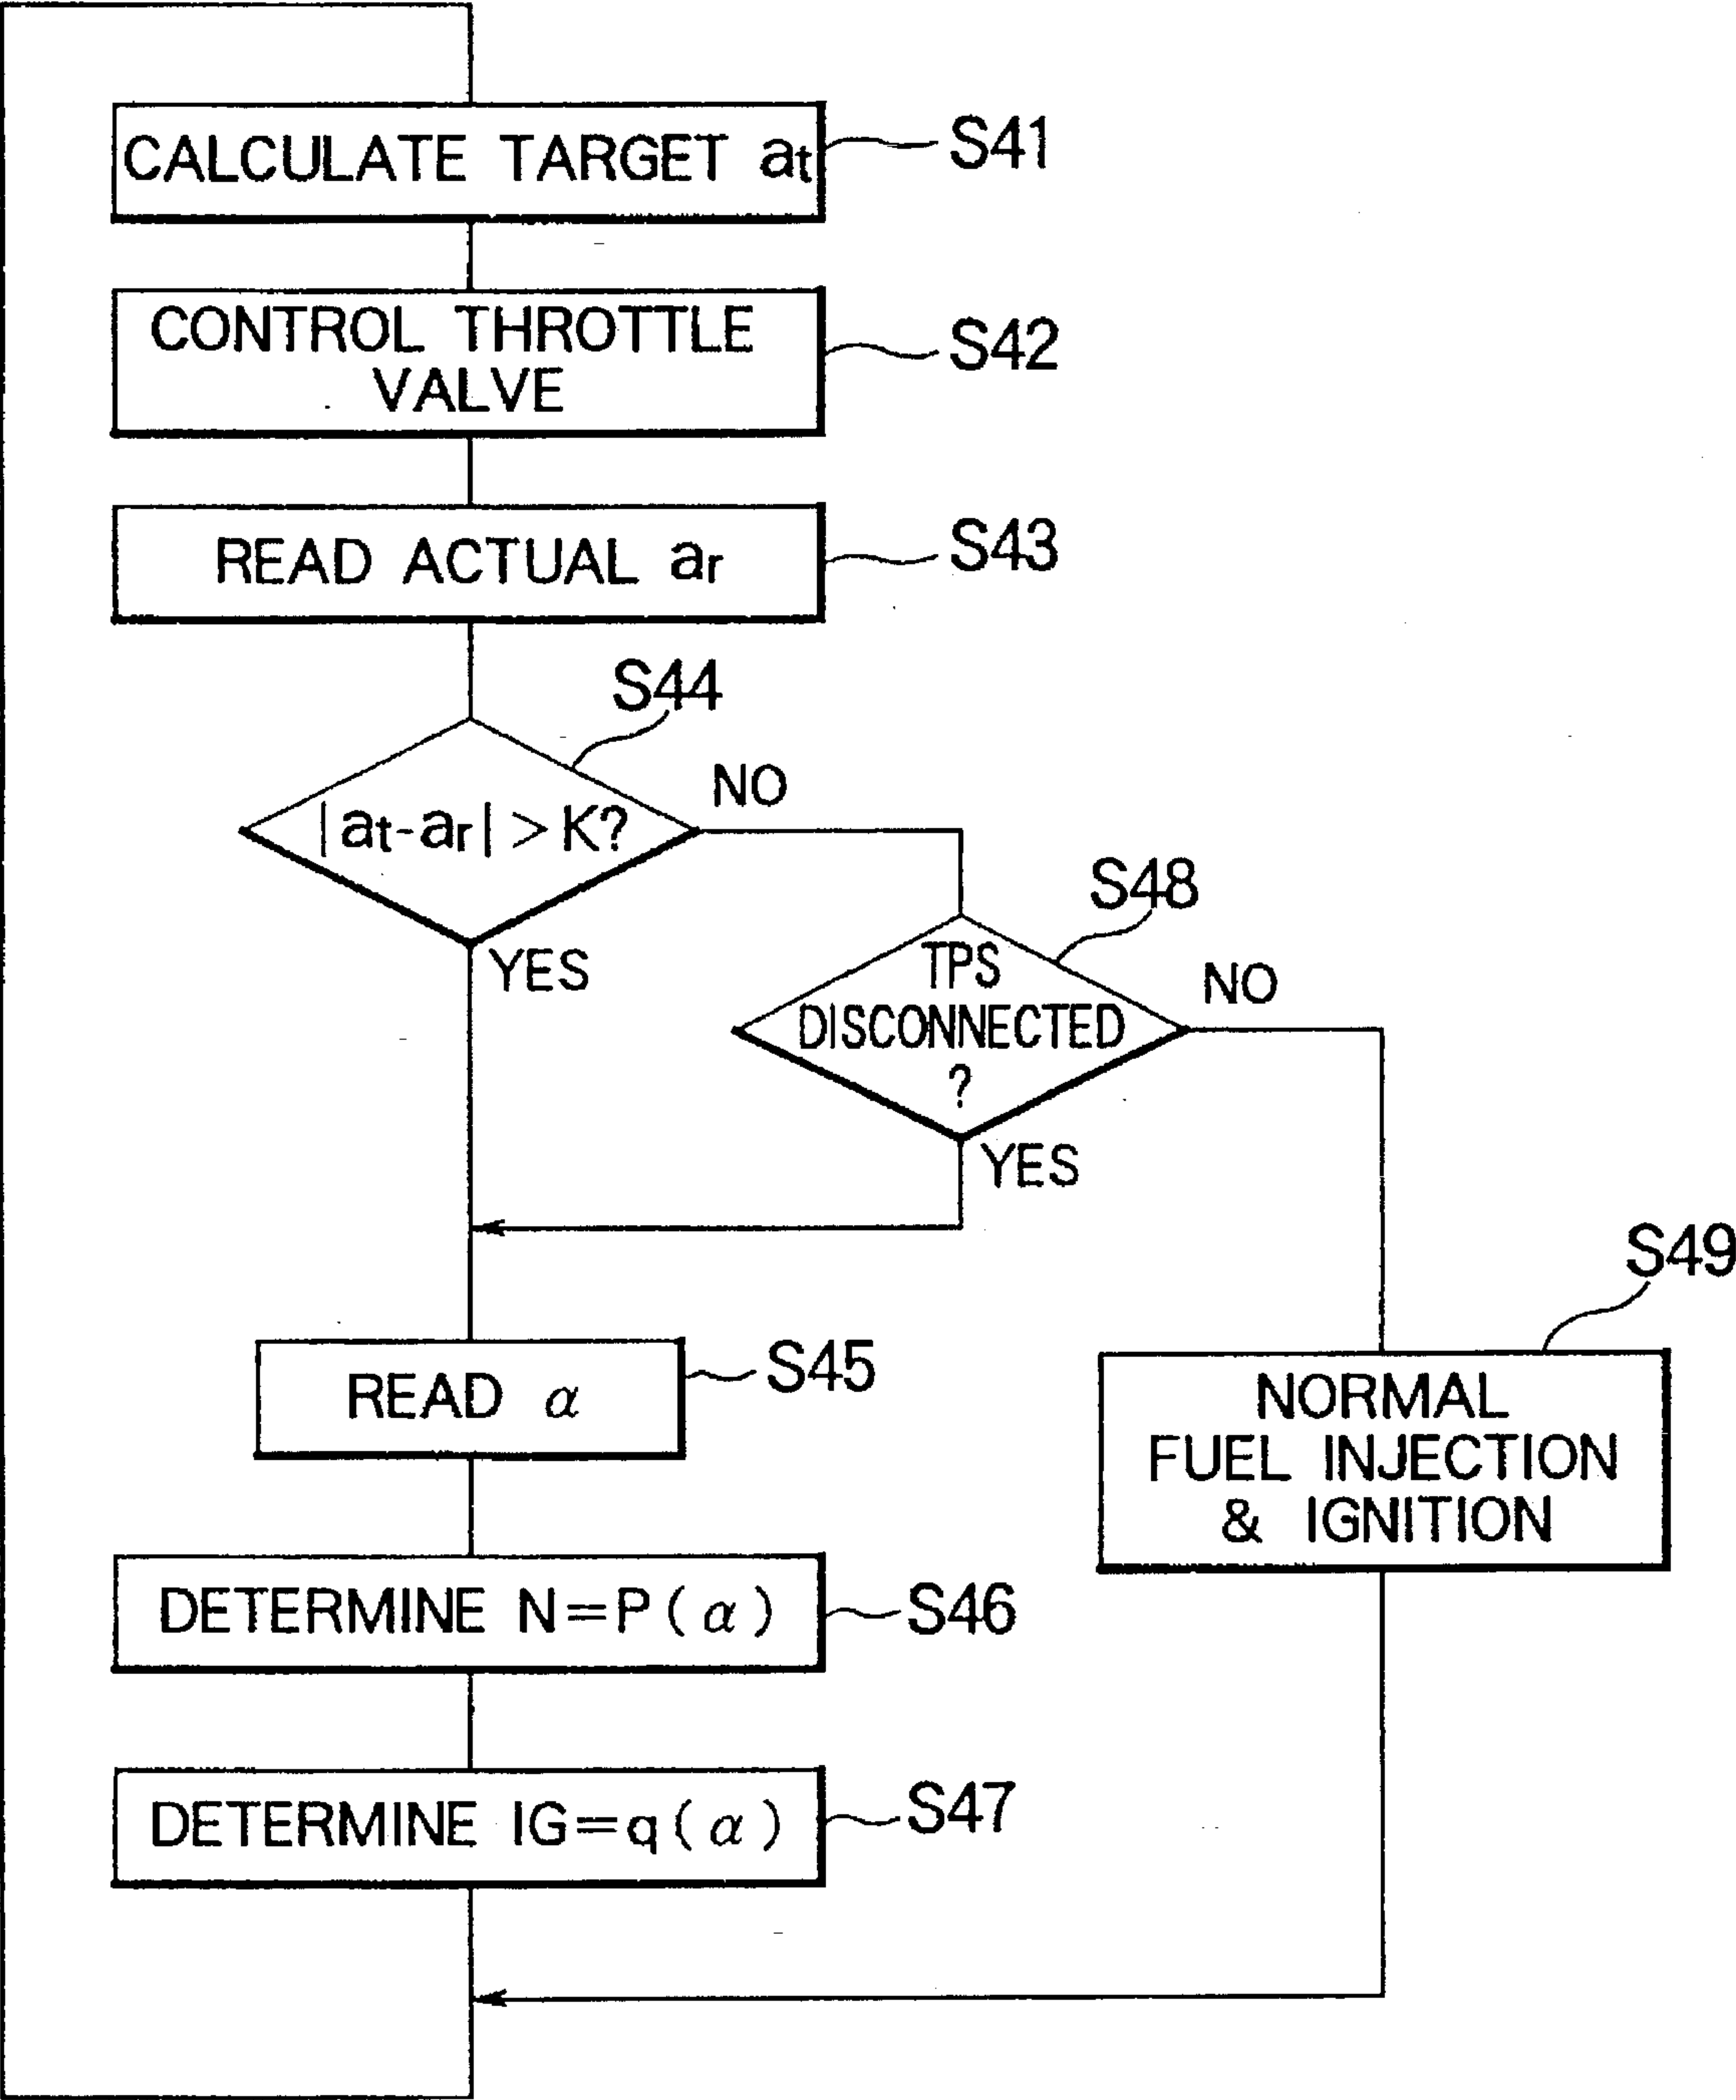 CALCULATE TARGET at
S41
CONTROL THROTTLE
VALVE
S42
READ ACTUAL ar
S43
S44
|at-ar| > K?
NO
YES
S48
TPS
DISCONNECTED
?
NO
YES
S49
NORMAL
FUEL INJECTION
& IGNITION
READ α
S45
DETERMINE N=P(α)
S46
DETERMINE IG=q(α)
S47